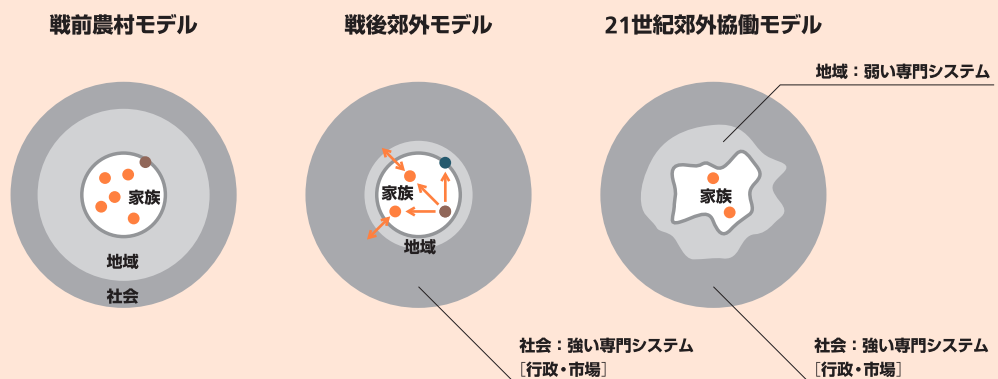 戦前農村モデル
戦後郊外モデル
21世紀郊外協働モデル
地域：弱い専門システム
家族
地域
社会
家族
地域
家族
社会：強い専門システム
［行政・市場］
社会：強い専門システム
［行政・市場］